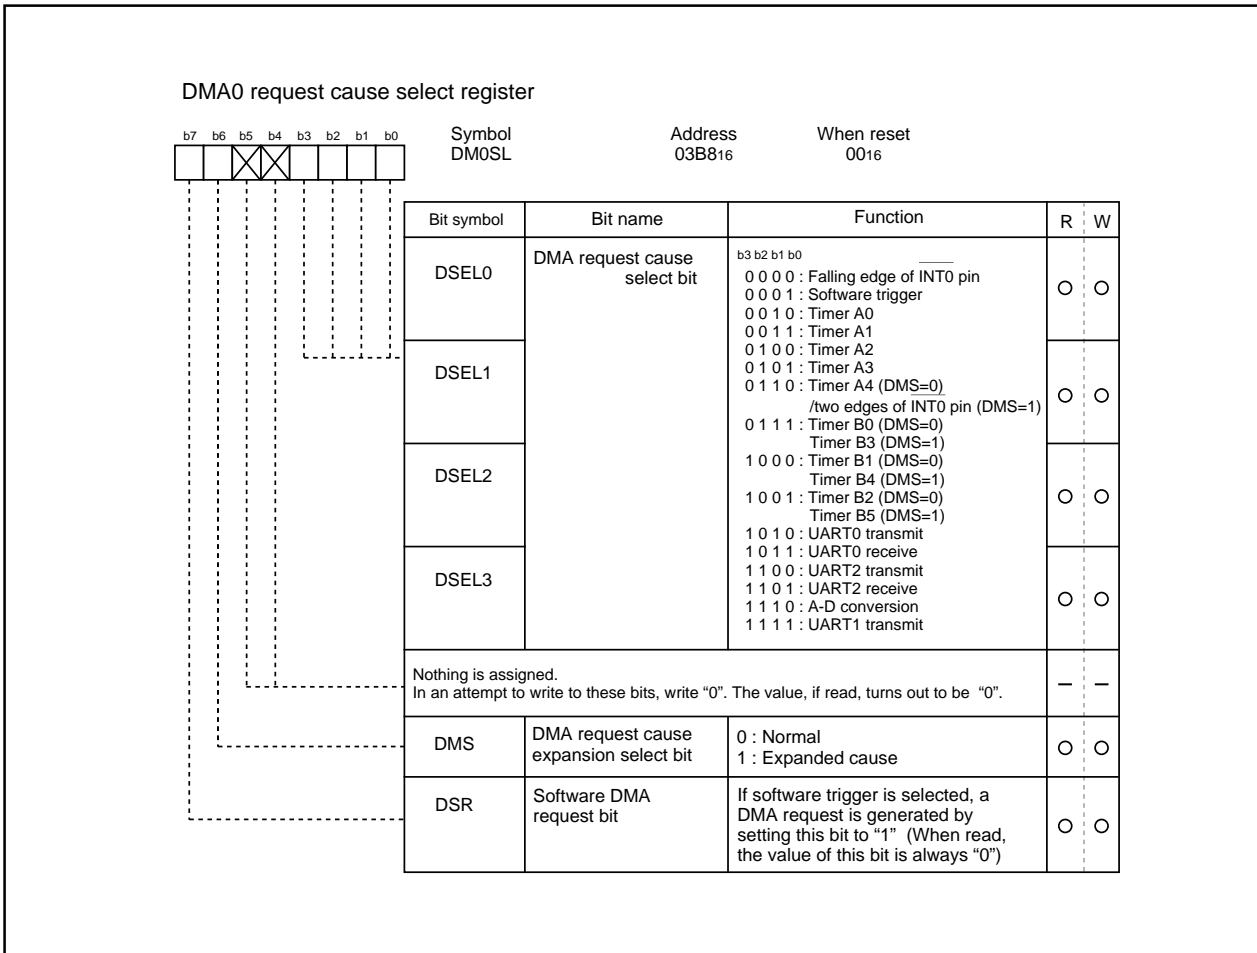 DMA0 request cause select register
b7 b6 b5 b4 b3 b2 b1 b0
Symbol Address When reset
DM0SL 03B816 0016
Bit symbol Bit name Function R W
DSEL0
DMA request cause
select bit
b3 b2 b1 b0
0 0 0 0 : Falling edge of INT0 pin
0 0 0 1 : Software trigger
0 0 1 0 : Timer A0
0 0 1 1 : Timer A1
0 1 0 0 : Timer A2
0 1 0 1 : Timer A3
0 1 1 0 : Timer A4 (DMS=0)
/two edges of INT0 pin (DMS=1)
0 1 1 1 : Timer B0 (DMS=0)
Timer B3 (DMS=1)
1 0 0 0 : Timer B1 (DMS=0)
Timer B4 (DMS=1)
1 0 0 1 : Timer B2 (DMS=0)
Timer B5 (DMS=1)
1 0 1 0 : UART0 transmit
1 0 1 1 : UART0 receive
1 1 0 0 : UART2 transmit
1 1 0 1 : UART2 receive
1 1 1 0 : A-D conversion
1 1 1 1 : UART1 transmit
DSEL1
DSEL2
DSEL3
Nothing is assigned.
In an attempt to write to these bits, write “0”. The value, if read, turns out to be “0”.
– –
DMS
DMA request cause
expansion select bit
0 : Normal
1 : Expanded cause
DSR
Software DMA
request bit
If software trigger is selected, a
DMA request is generated by
setting this bit to “1” (When read,
the value of this bit is always “0”)